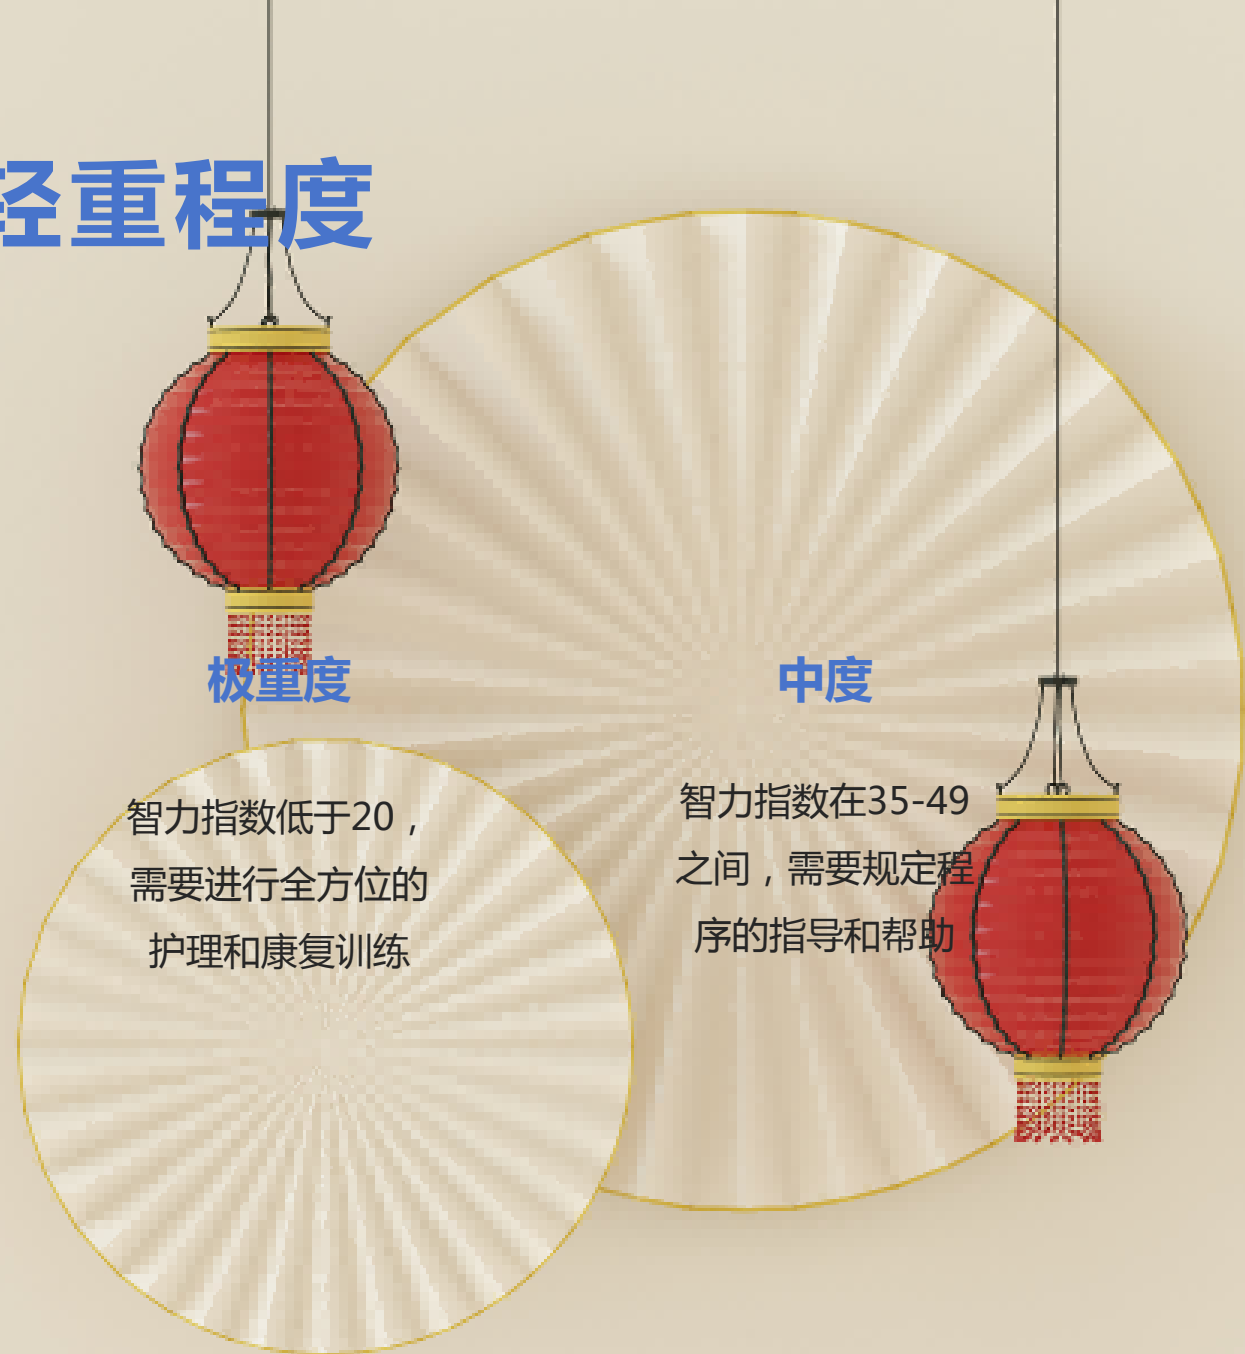 轻重程度
极重度
智力指数低于20，
需要进行全方位的
护理和康复训练
中度
智力指数在35-49
之间，需要规定程
序的指导和帮助